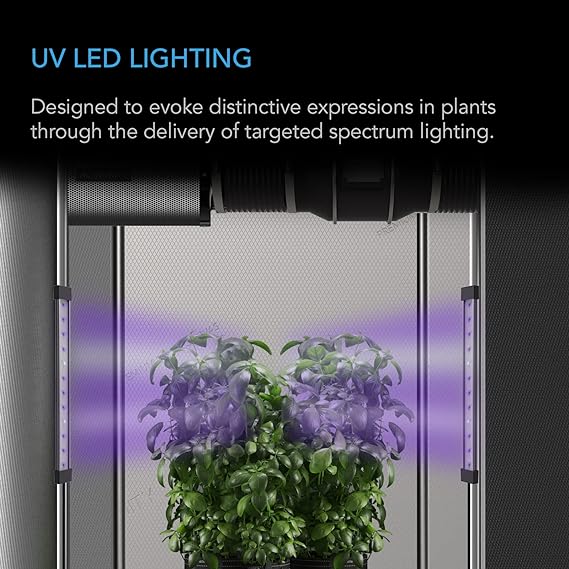 UV LED LIGHTING
Designed to evoke distinctive expressions in plants
through the delivery of targeted spectrum lighting.